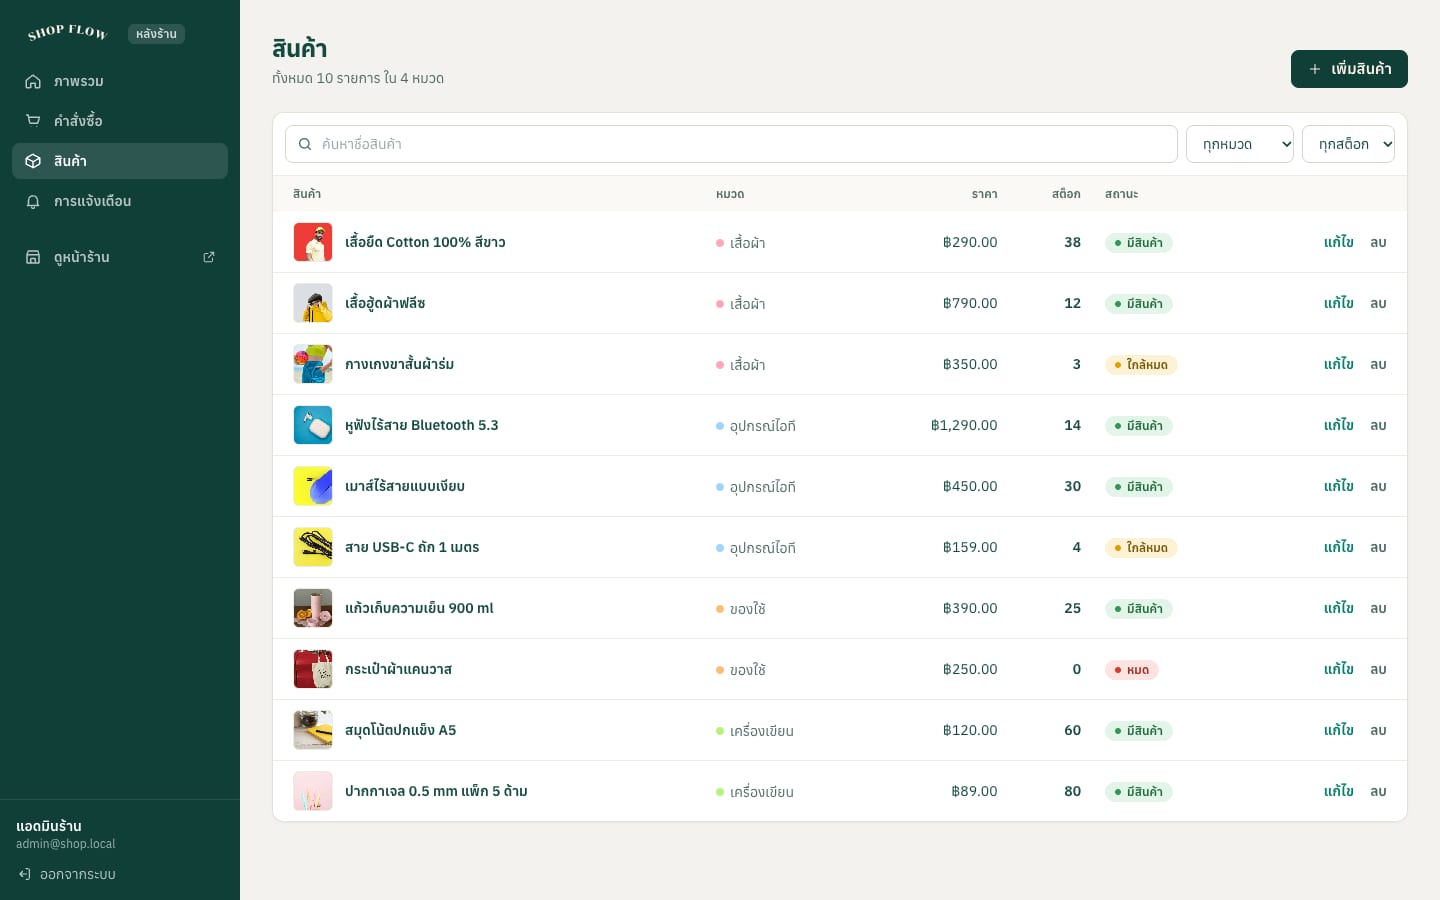 SHOP FLOW หลังร้าน
ภาพรวม
คำสั่งซื้อ
สินค้า
การแจ้งเตือน
ดูหน้าร้าน
แอดมินร้าน
admin@shop.local
ออกจากระบบ
สินค้า
ทั้งหมด 10 รายการ ใน 4 หมวด
เพิ่มสินค้า
ค้นหาชื่อสินค้า ทุกหมวด ทุกสต็อก
สินค้า หมวด ราคา สต็อก สถานะ
เสื้อยืด Cotton 100% สีขาว เสื้อผ้า ฿290.00 38 มีสินค้า แก้ไข ลบ
เสื้อฮู้ดผ้าฟลีซ เสื้อผ้า ฿790.00 12 มีสินค้า แก้ไข ลบ
กางเกงขาสั้นผ้าร่ม เสื้อผ้า ฿350.00 3 ใกล้หมด แก้ไข ลบ
หูฟังไร้สาย Bluetooth 5.3 อุปกรณ์ไอที ฿1,290.00 14 มีสินค้า แก้ไข ลบ
เมาส์ไร้สายแบบเงียบ อุปกรณ์ไอที ฿450.00 30 มีสินค้า แก้ไข ลบ
สาย USB-C ถัก 1 เมตร อุปกรณ์ไอที ฿159.00 4 ใกล้หมด แก้ไข ลบ
แก้วเก็บความเย็น 900 ml ของใช้ ฿390.00 25 มีสินค้า แก้ไข ลบ
กระเป๋าผ้าแคนวาส ของใช้ ฿250.00 0 หมด แก้ไข ลบ
สมุดโน้ตปกแข็ง A5 เครื่องเขียน ฿120.00 60 มีสินค้า แก้ไข ลบ
ปากกาเจล 0.5 mm แพ็ก 5 ด้าม เครื่องเขียน ฿89.00 80 มีสินค้า แก้ไข ลบ